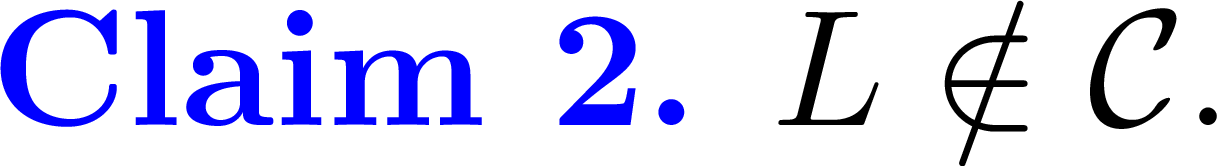 Claim 2. L ∉ 𝒞.